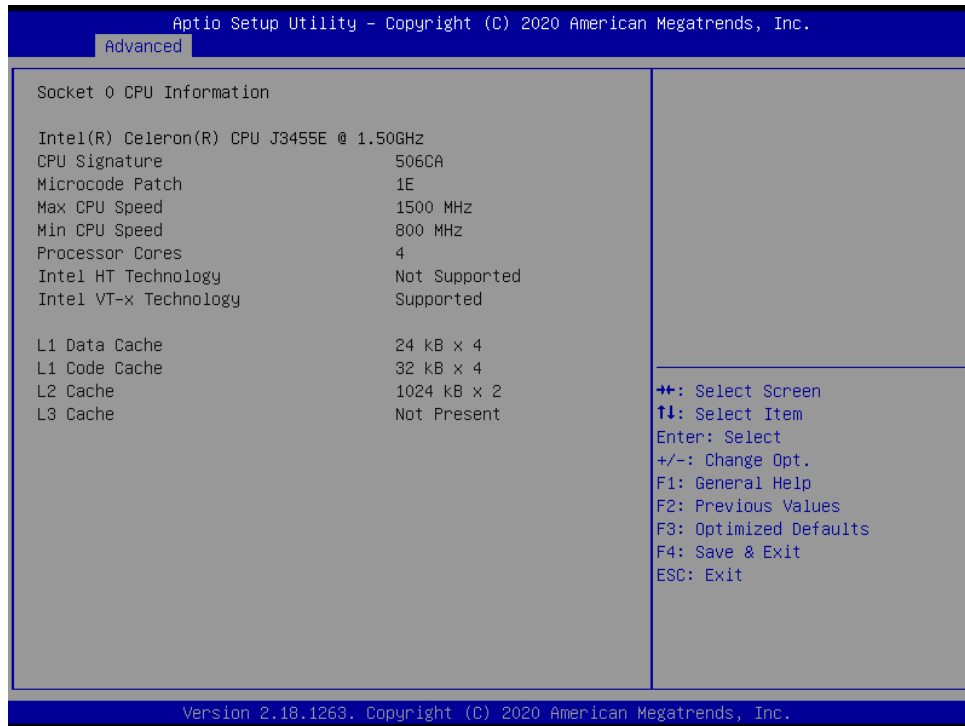 Aptio Setup Utility – Copyright (C) 2020 American Megatrends, Inc.
Advanced
Socket 0 CPU Information
Intel(R) Celeron(R) CPU J3455E @ 1.50GHz
CPU Signature 506CA
Microcode Patch 1E
Max CPU Speed 1500 MHz
Min CPU Speed 800 MHz
Processor Cores 4
Intel HT Technology Not Supported
Intel VT-x Technology Supported
L1 Data Cache 24 kB x 4
L1 Code Cache 32 kB x 4
L2 Cache 1024 kB x 2
L3 Cache Not Present
→←: Select Screen
↑↓: Select Item
Enter: Select
+/-: Change Opt.
F1: General Help
F2: Previous Values
F3: Optimized Defaults
F4: Save & Exit
ESC: Exit
Version 2.18.1263. Copyright (C) 2020 American Megatrends, Inc.